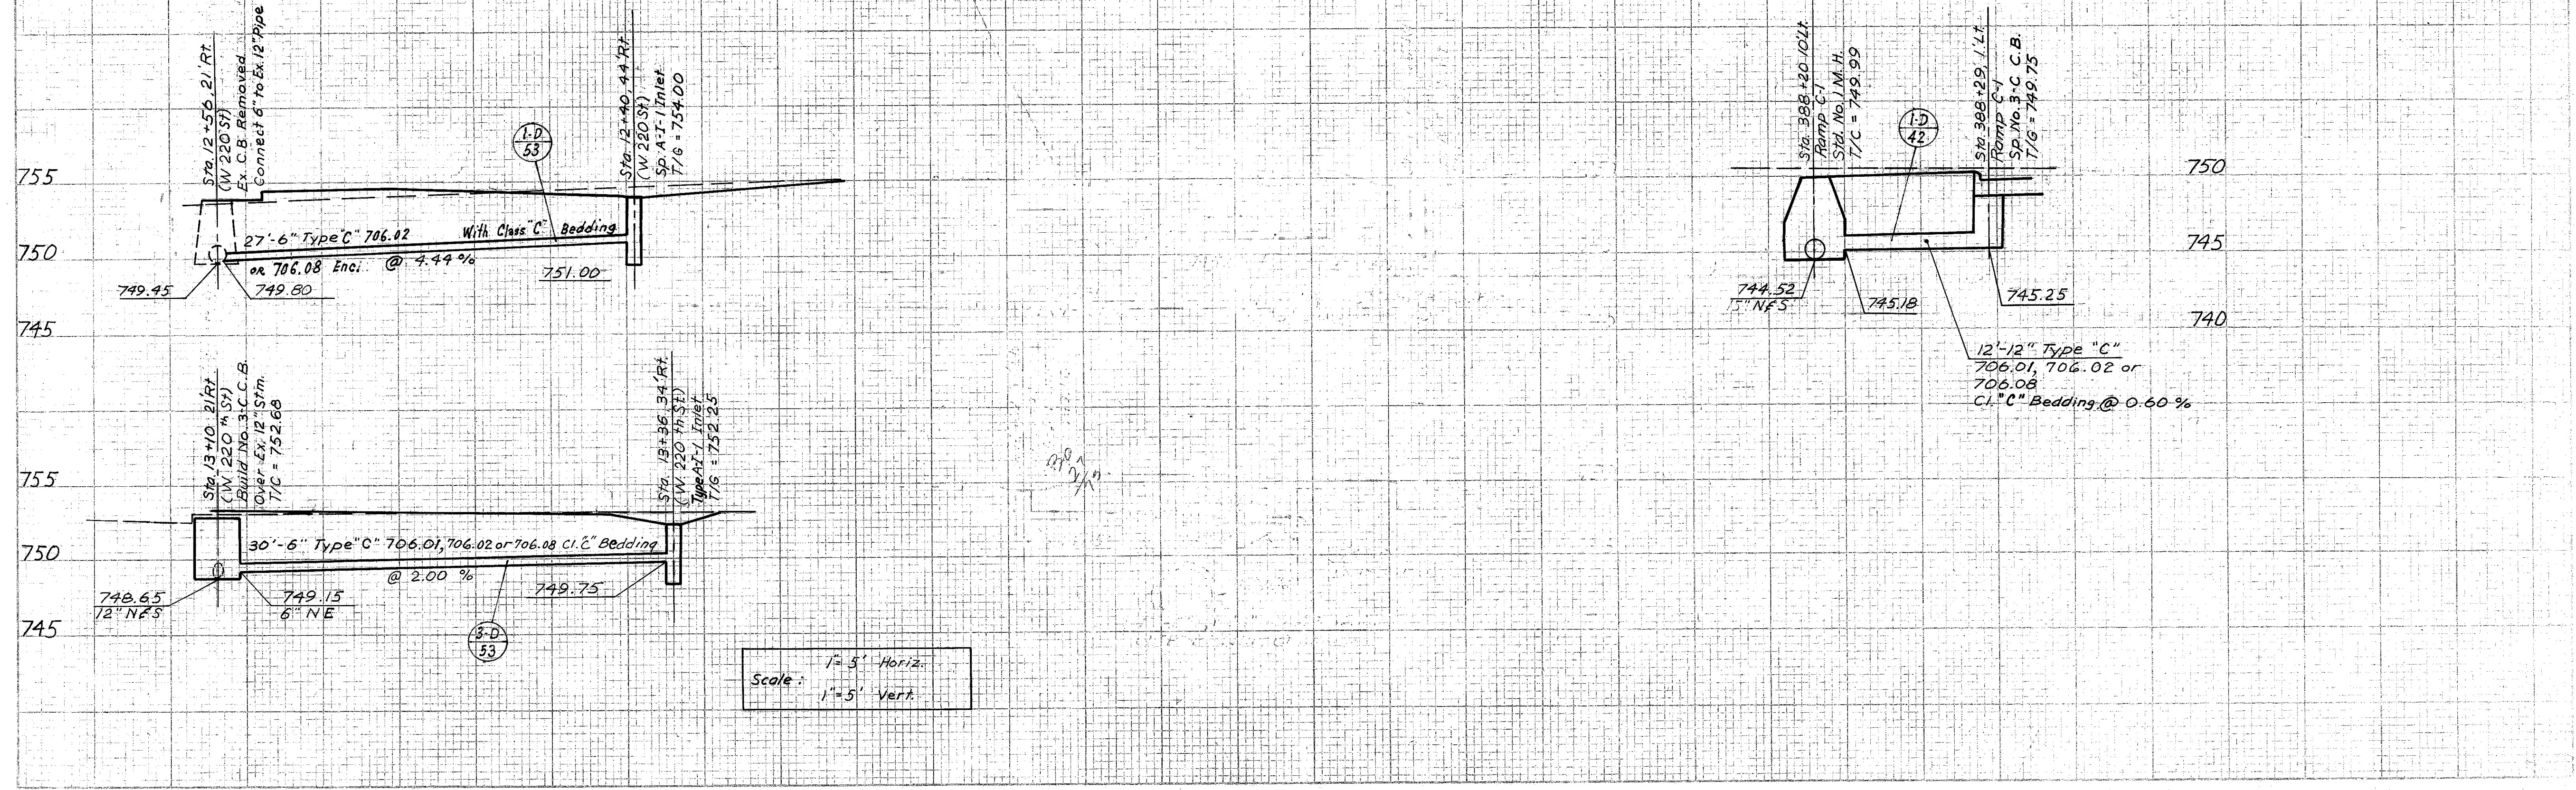 Sta. 12+56, 21' Rt.
(W 220 St)
Ex. C.B. Removed
Connect 6" to Ex. 12" Pipe
1-D
53
Sta. 12+40, 44' Rt.
(W 220 St)
Sp. A-I-1 Inlet
T/G = 754.00
755
27'-6" Type "C" 706.02 With Class "C" Bedding
750
OR 706.08 Enci. @ 4.44 %
751.00
749.45
749.80
745
Sta. 13+10 21' Rt
(W. 220 th St)
Build No. 3-C C.B.
Over Ex. 12" Stm.
T/C = 752.68
Sta. 13+36, 34' Rt.
(W. 220 th St)
Type A-I-1 Inlet
T/G = 752.25
755
750
30'-6" Type "C" 706.01, 706.02 or 706.08 Cl. "C" Bedding
@ 2.00 %
748.65
12" N&S
749.15
6" NE
749.75
745
3-D
53
1"= 5' Horiz.
Scale :
1"= 5' Vert.
Sta. 388+20 10' Lt.
Ramp C-1
Std. No. 1 M.H.
T/C = 749.99
1-D
42
Sta. 388+29, 1' Lt.
Ramp C-1
Sp. No. 3-C C.B.
T/G = 749.75
750
745
744.52
15" N&S
745.18
745.25
740
12'-12" Type "C"
706.01, 706.02 or
706.08
Cl. "C" Bedding @ 0.60 %